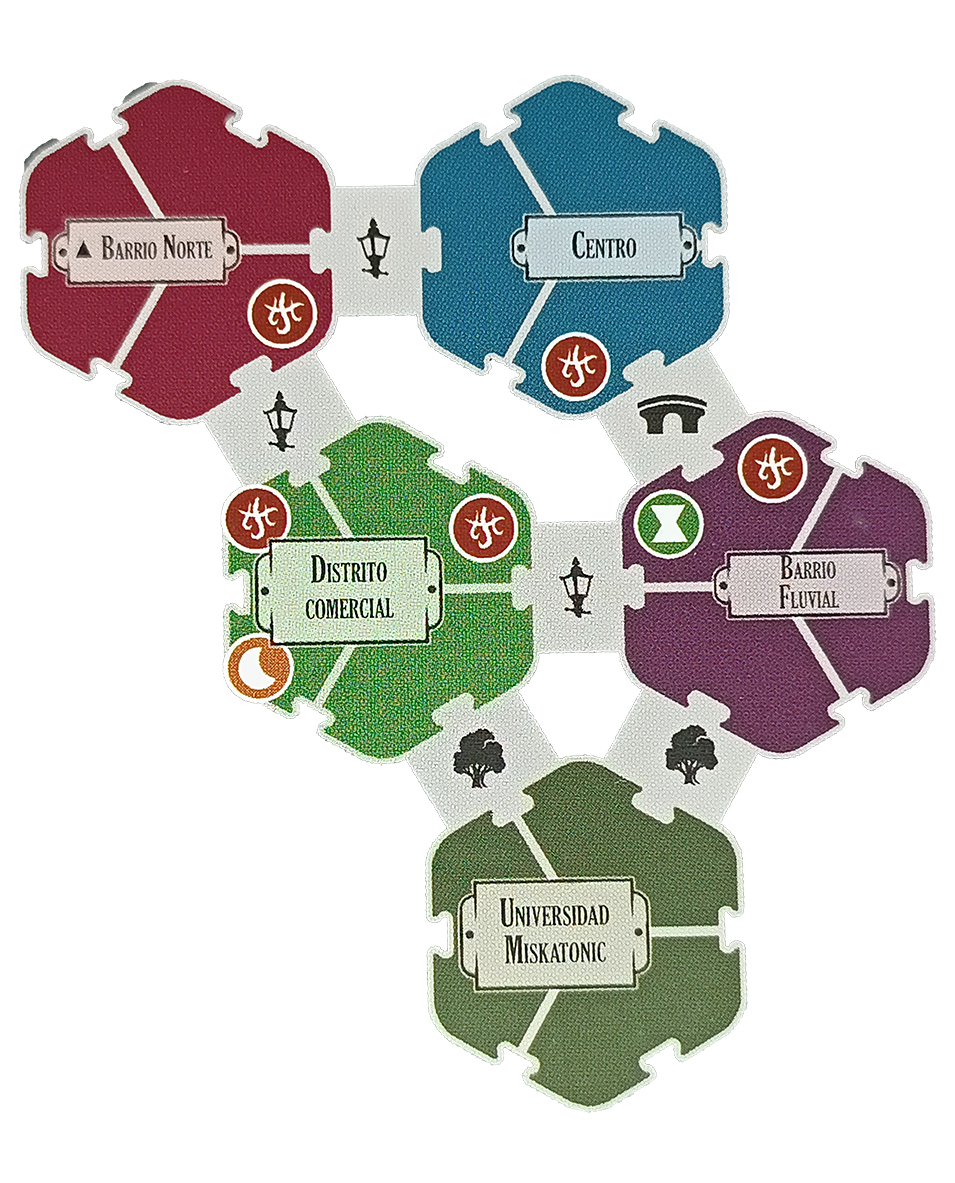 ▲ BARRIO NORTE
CENTRO
DISTRITO
COMERCIAL
BARRIO
FLUVIAL
UNIVERSIDAD
MISKATONIC